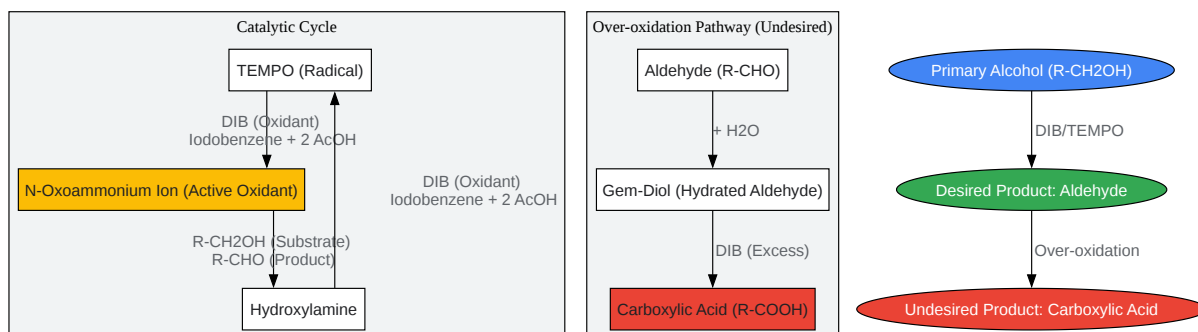 Catalytic Cycle
TEMPO (Radical)
DIB (Oxidant)
Iodobenzene + 2 AcOH
N-Oxoammonium Ion (Active Oxidant)
DIB (Oxidant)
Iodobenzene + 2 AcOH
R-CH2OH (Substrate)
R-CHO (Product)
Hydroxylamine
Over-oxidation Pathway (Undesired)
Aldehyde (R-CHO)
+ H2O
Gem-Diol (Hydrated Aldehyde)
DIB (Excess)
Carboxylic Acid (R-COOH)
Primary Alcohol (R-CH2OH)
DIB/TEMPO
Desired Product: Aldehyde
Over-oxidation
Undesired Product: Carboxylic Acid